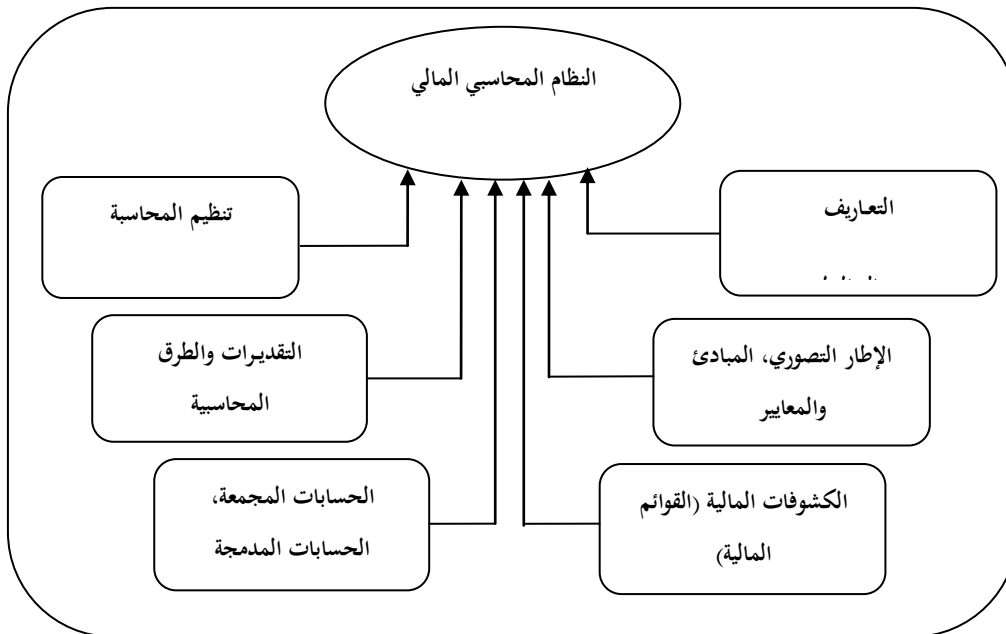 النظام المحاسبي المالي
التعاريف
تنظيم المحاسبة
الإطار التصوري، المبادئ
والمعايير
التقديرات والطرق
المحاسبية
الكشوفات المالية (القوائم
المالية)
الحسابات المجمعة،
الحسابات المدمجة